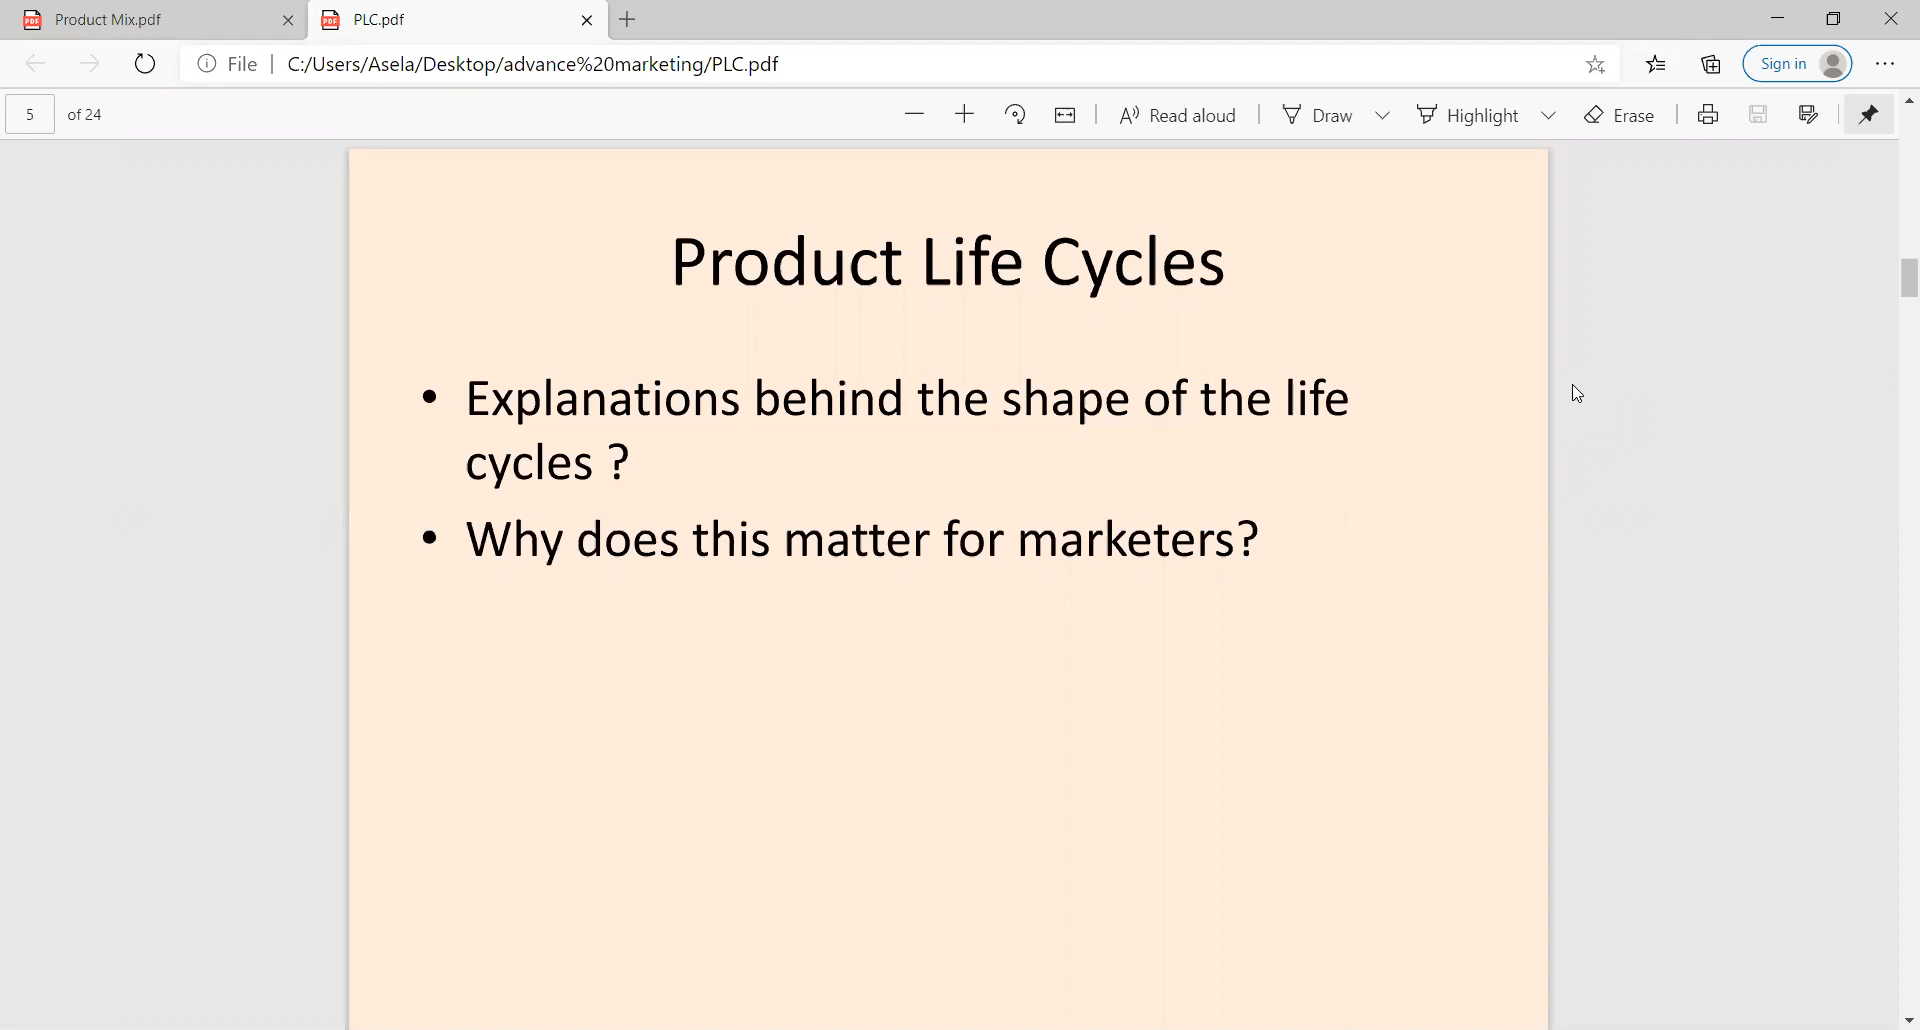 Product Mix.pdf
PLC.pdf
File | C:/Users/Asela/Desktop/advance%20marketing/PLC.pdf
Sign in
5 of 24
Read aloud
Draw
Highlight
Erase
Product Life Cycles
• Explanations behind the shape of the life
cycles ?
• Why does this matter for marketers?